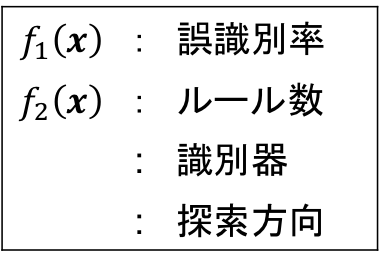 f₁(x) : 誤識別率
f₂(x) : ルール数
: 識別器
: 探索方向